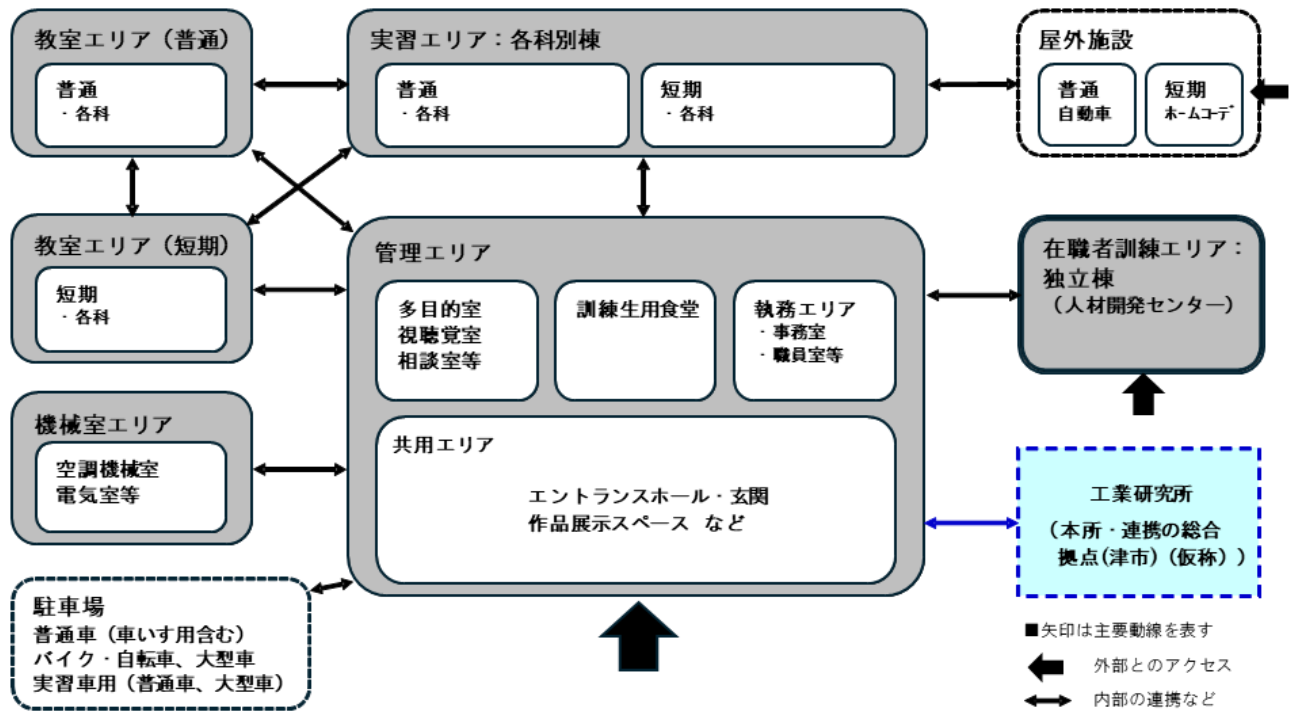 教室エリア（普通）
普通
・各科
実習エリア：各科別棟
普通
・各科
短期
・各科
屋外施設
普通
自動車
短期
ﾎｰﾑｺｰﾃﾞ
教室エリア（短期）
短期
・各科
管理エリア
多目的室
視聴覚室
相談室等
訓練生用食堂
執務エリア
・事務室
・職員室等
在職者訓練エリア：
独立棟
（人材開発センター）
機械室エリア
空調機械室
電気室等
共用エリア
エントランスホール・玄関
作品展示スペース など
工業研究所
（本所・連携の総合
拠点(津市)（仮称））
駐車場
普通車（車いす用含む）
バイク・自転車、大型車
実習車用（普通車、大型車）
■矢印は主要動線を表す
外部とのアクセス
内部の連携など